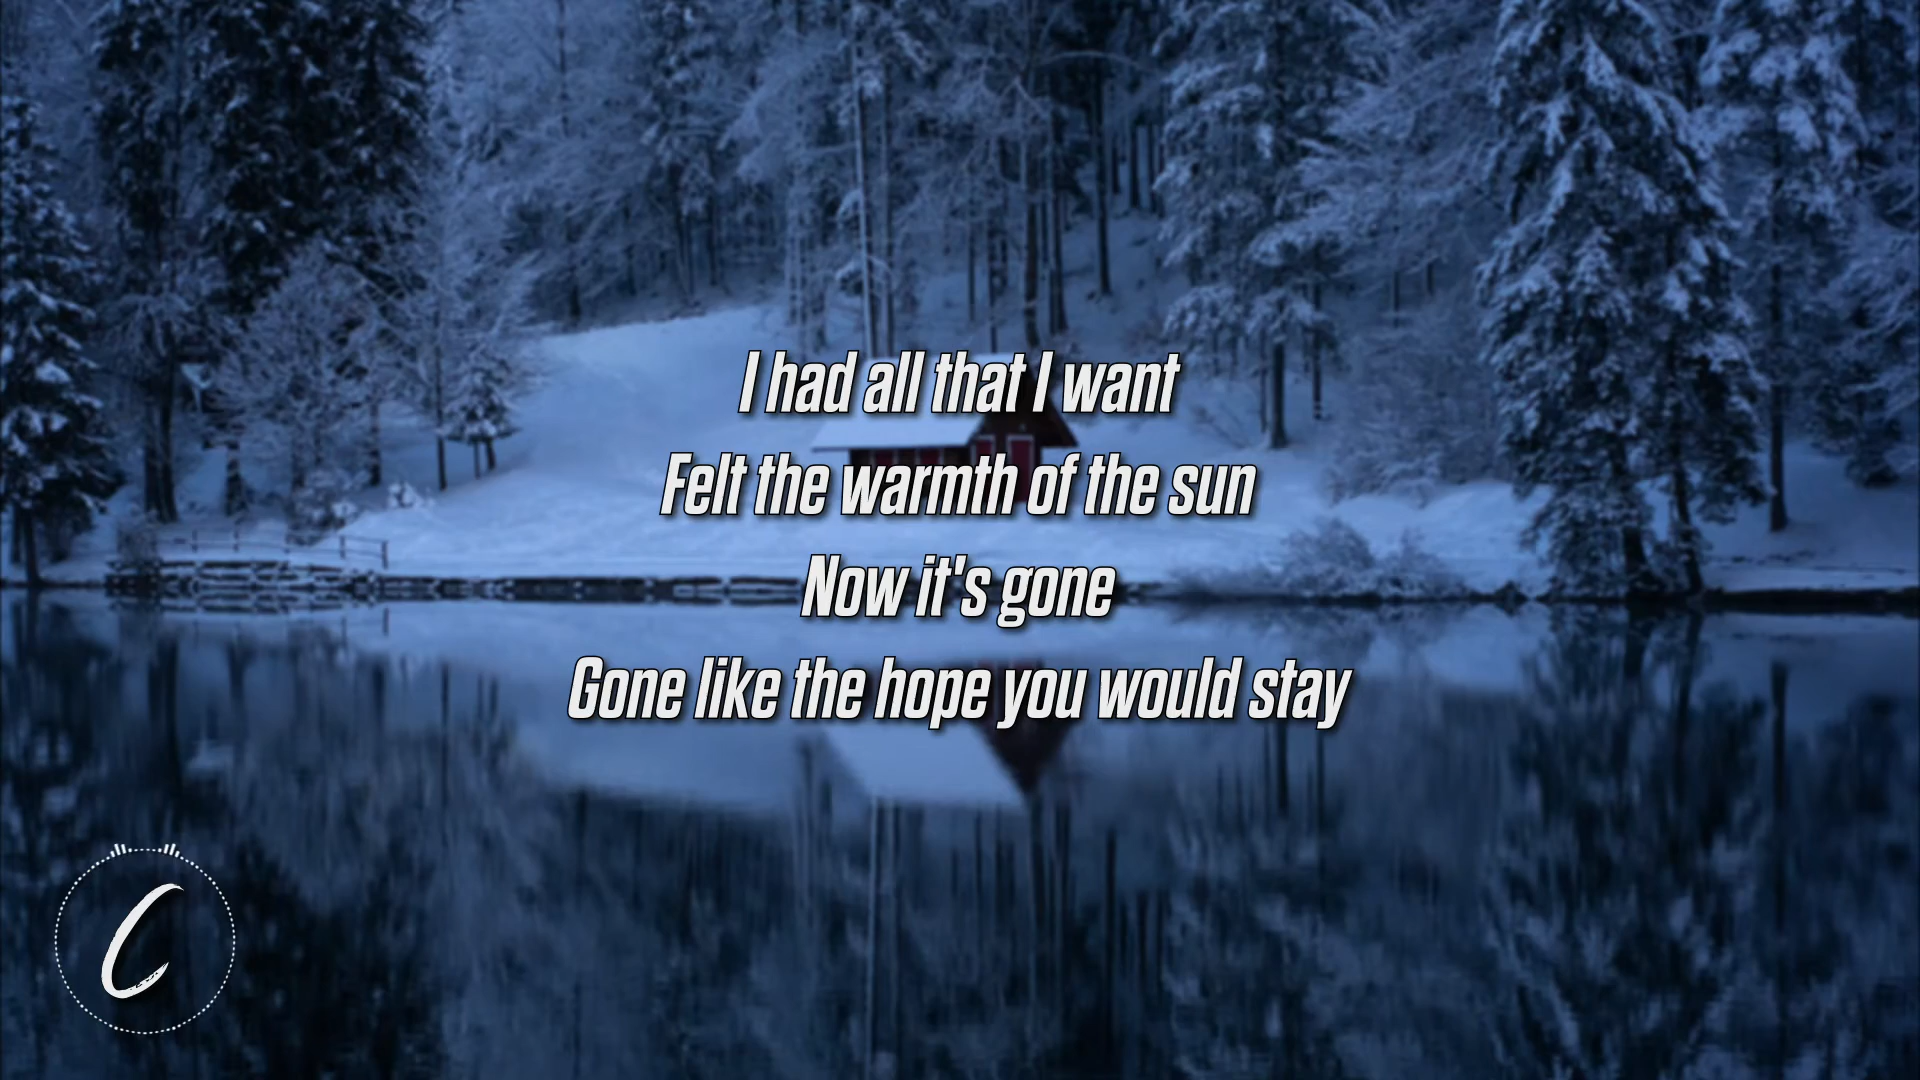 I had all that I want
Felt the warmth of the sun
Now it's gone
Gone like the hope you would stay
C